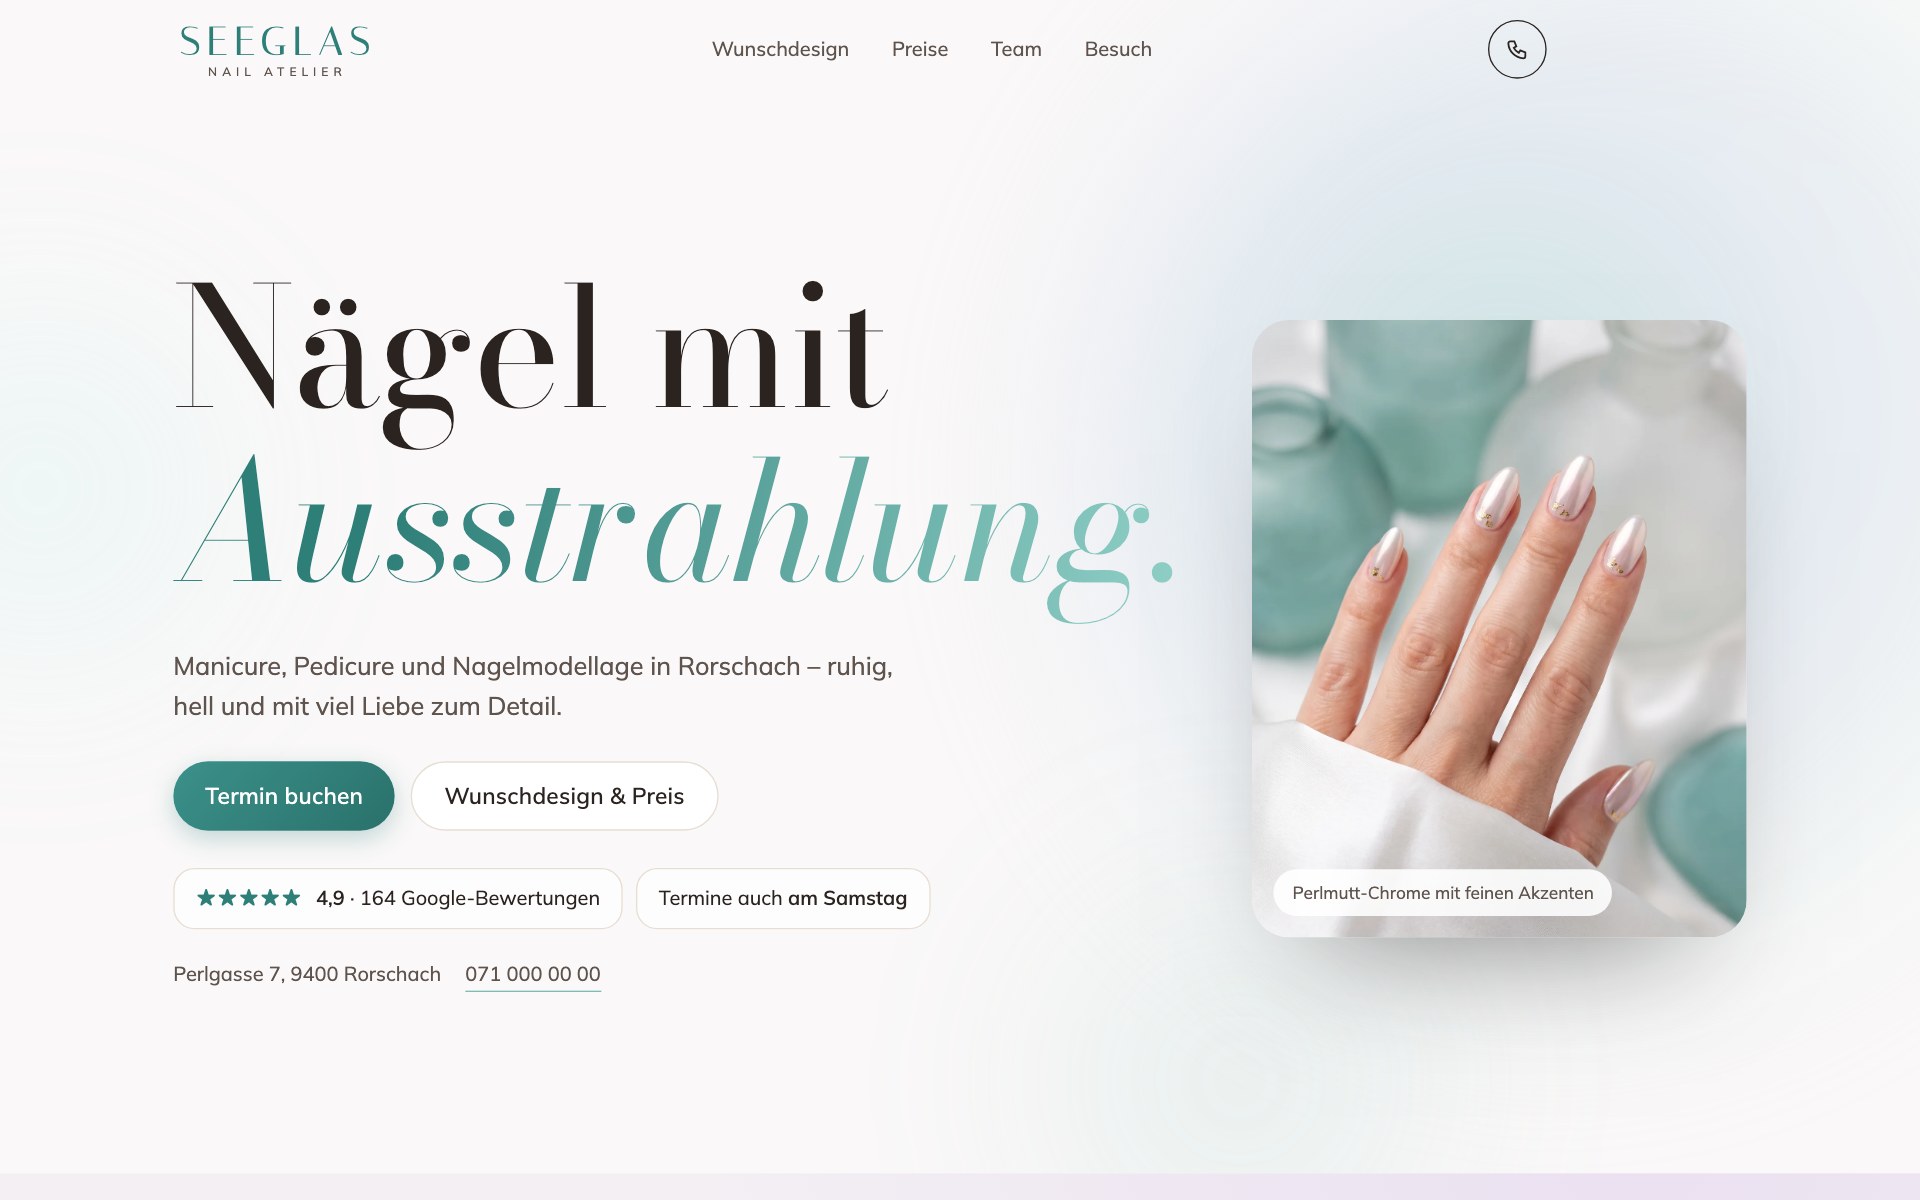 SEEGLAS
NAIL ATELIER
Wunschdesign
Preise
Team
Besuch
Nägel mit
Ausstrahlung.
Manicure, Pedicure und Nagelmodellage in Rorschach – ruhig,
hell und mit viel Liebe zum Detail.
Termin buchen
Wunschdesign & Preis
4,9 · 164 Google-Bewertungen
Termine auch am Samstag
Perlgasse 7, 9400 Rorschach
071 000 00 00
Perlmutt-Chrome mit feinen Akzenten